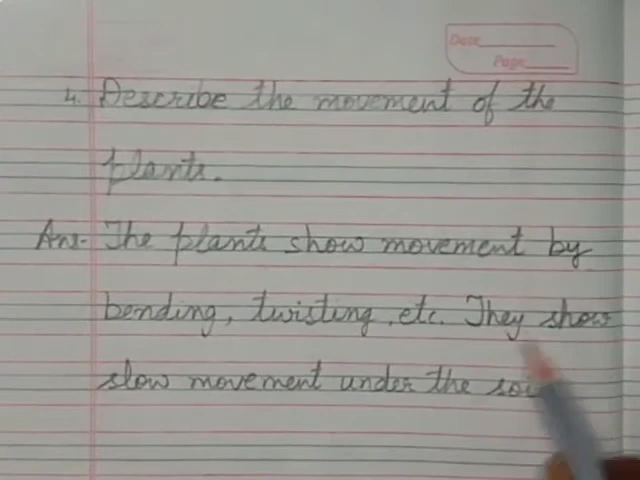 Date
Page
4. Describe the movement of the
plants.
Ans- The plants show movement by
bending, twisting, etc. They show
slow movement under the